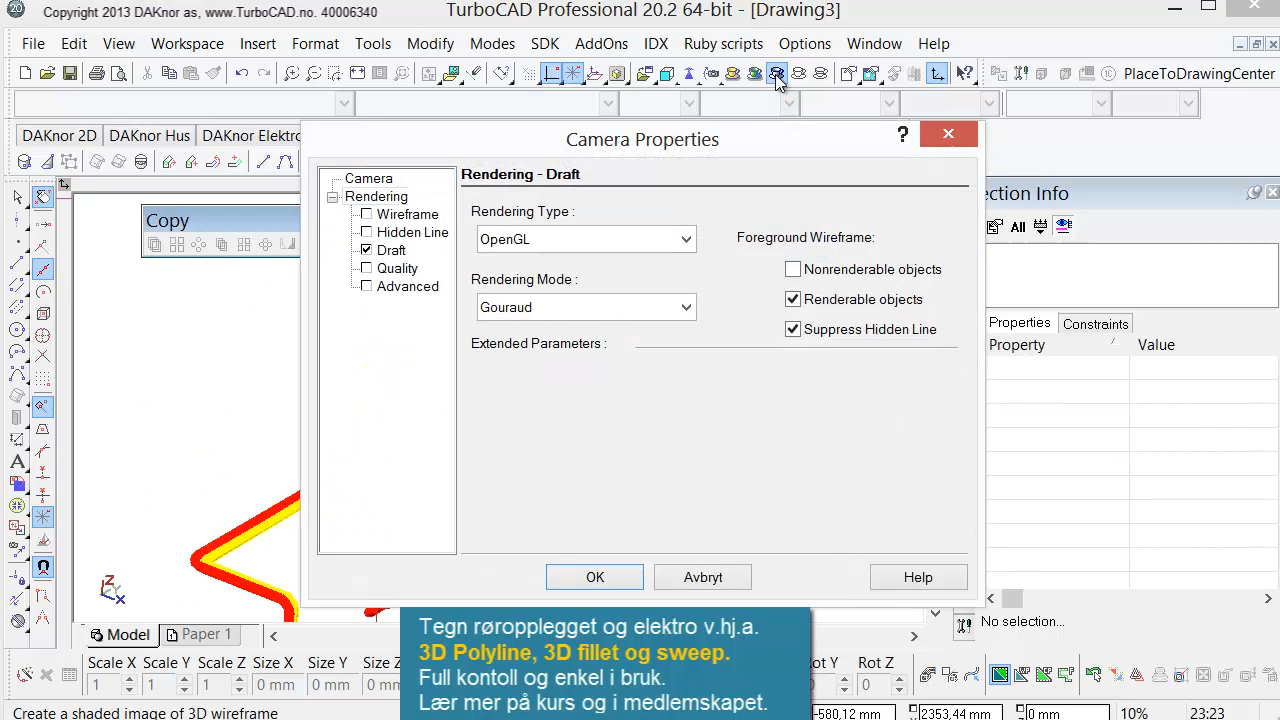 20 Copyright 2013 DAKnor as, www.TurboCAD.no. 40006340 TurboCAD Professional 20.2 64-bit - [Drawing3]
File Edit View Workspace Insert Format Tools Modify Modes SDK AddOns IDX Ruby scripts Options Window Help
PlaceToDrawingCenter
DAKnor 2D DAKnor Hus DAKnor Elektro
Camera Properties ?
Copy
Camera
Rendering
Wireframe
Hidden Line
Draft
Quality
Advanced
Rendering - Draft
Rendering Type :
OpenGL
Rendering Mode :
Gouraud
Extended Parameters :
Foreground Wireframe:
Nonrenderable objects
Renderable objects
Suppress Hidden Line
OK Avbryt Help
ection Info
All
Properties Constraints
Property Value
No selection...
Z
Y
X
Model Paper 1
Tegn røropplegget og elektro v.hj.a.
3D Polyline, 3D fillet og sweep.
Full kontoll og enkel i bruk.
Lær mer på kurs og i medlemskapet.
Scale X Scale Y Scale Z Size X Size Y Size Z
1 1 1 0 mm 0 mm 0 mm
Rot Y Rot Z
0 0
Create a shaded image of 3D wireframe
-580,12 mm 2353,44 mm 0 mm 10% 23:23